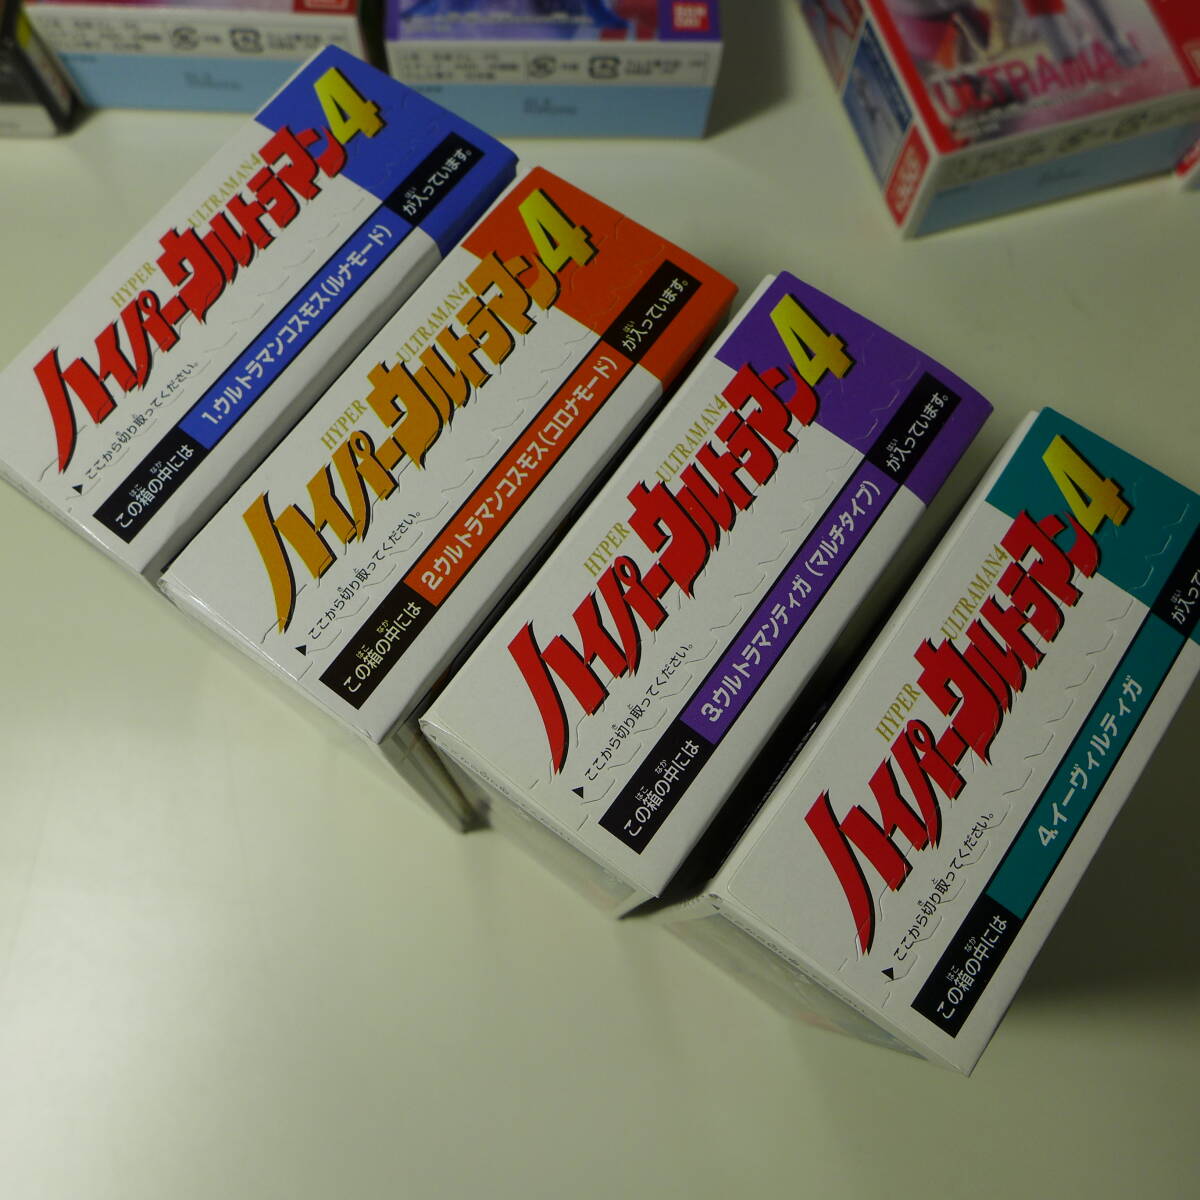 HYPER ULTRAMAN4
ハイパーウルトラマン4
ここから切り取ってください。
この箱の中には
1.ウルトラマンコスモス(ルナモード)
が入っています。
HYPER ULTRAMAN4
ハイパーウルトラマン4
ここから切り取ってください。
この箱の中には
2ウルトラマンコスモス(コロナモード)
が入っています。
HYPER ULTRAMAN4
ハイパーウルトラマン4
ここから切り取ってください。
この箱の中には
3.ウルトラマンティガ(マルチタイプ)
が入っています。
HYPER ULTRAMAN4
ハイパーウルトラマン4
ここから切り取ってください。
この箱の中には
4.イーヴィルティガ
が入ってい
BAN
DAI
ULTRAMAN